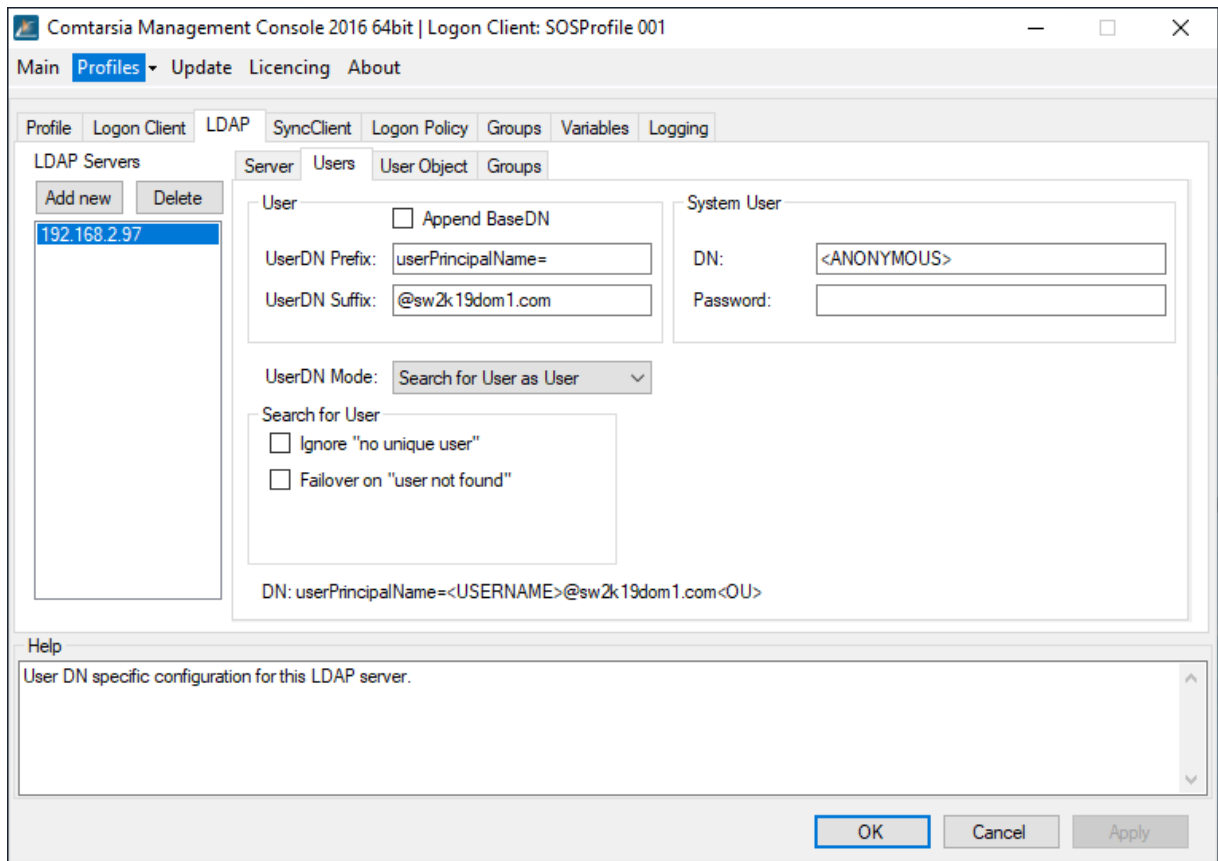 Comtarsia Management Console 2016 64bit | Logon Client: SOSProfile 001
Main Profiles Update Licencing About
Profile Logon Client LDAP SyncClient Logon Policy Groups Variables Logging
LDAP Servers
Add new Delete
192.168.2.97
Server Users User Object Groups
User
Append BaseDN
UserDN Prefix: userPrincipalName=
UserDN Suffix: @sw2k19dom1.com
System User
DN: <ANONYMOUS>
Password:
UserDN Mode: Search for User as User
Search for User
Ignore "no unique user"
Failover on "user not found"
DN: userPrincipalName=<USERNAME>@sw2k19dom1.com<OU>
Help
User DN specific configuration for this LDAP server.
OK Cancel Apply